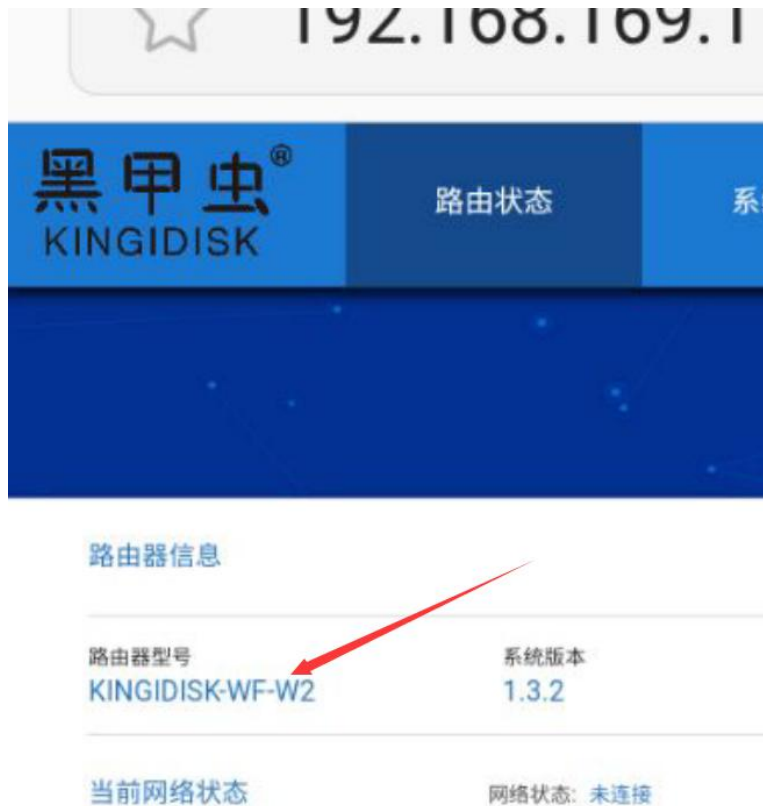 192.168.169.1
黑甲虫®
KINGIDISK
路由状态
路由器信息
路由器型号
系统版本
KINGIDISK-WF-W2
1.3.2
当前网络状态
网络状态: 未连接